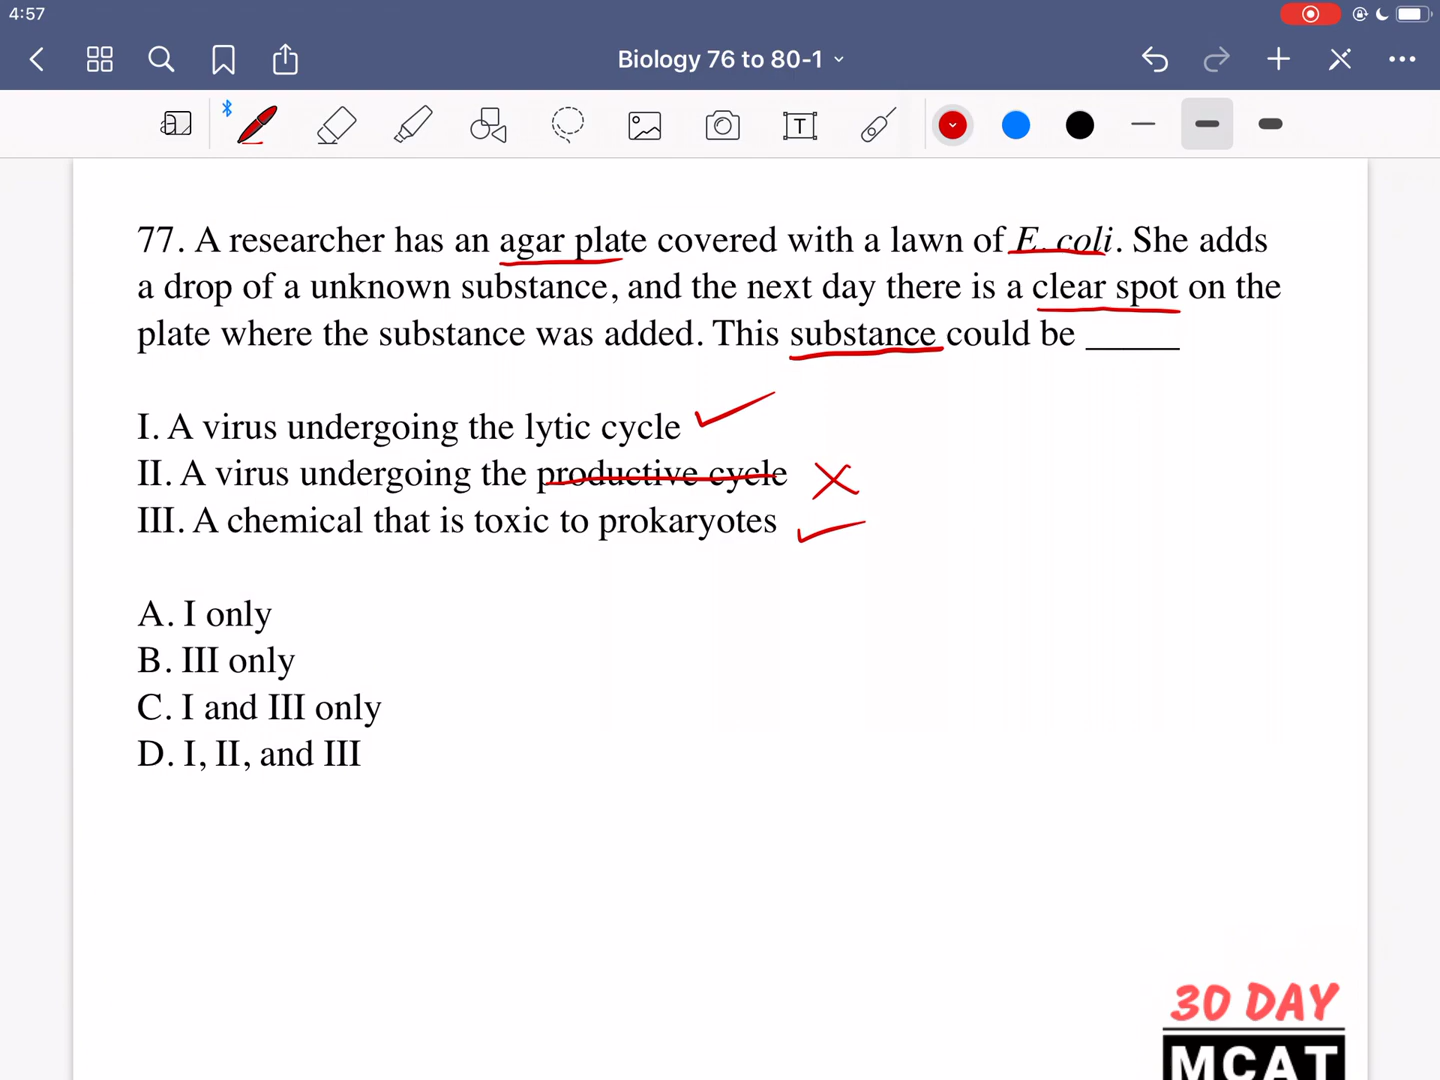 4:57
Biology 76 to 80-1
T
77. A researcher has an agar plate covered with a lawn of E. coli. She adds
a drop of a unknown substance, and the next day there is a clear spot on the
plate where the substance was added. This substance could be _____
I. A virus undergoing the lytic cycle
II. A virus undergoing the productive cycle
III. A chemical that is toxic to prokaryotes
A. I only
B. III only
C. I and III only
D. I, II, and III
30 DAY
MCAT